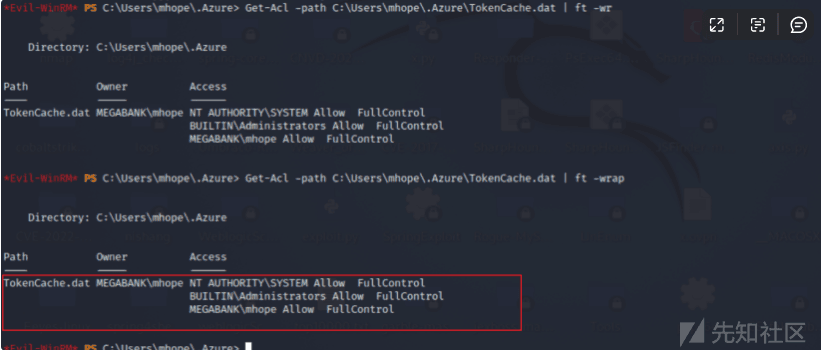 *Evil-WinRM* PS C:\Users\mhope\.Azure> Get-Acl -path C:\Users\mhope\.Azure\TokenCache.dat | ft -wr
Directory: C:\Users\mhope\.Azure
Path Owner Access
---- ----- ------
TokenCache.dat MEGABANK\mhope NT AUTHORITY\SYSTEM Allow  FullControl
BUILTIN\Administrators Allow  FullControl
MEGABANK\mhope Allow  FullControl
*Evil-WinRM* PS C:\Users\mhope\.Azure> Get-Acl -path C:\Users\mhope\.Azure\TokenCache.dat | ft -wrap
Directory: C:\Users\mhope\.Azure
Path Owner Access
---- ----- ------
TokenCache.dat MEGABANK\mhope NT AUTHORITY\SYSTEM Allow  FullControl
BUILTIN\Administrators Allow  FullControl
MEGABANK\mhope Allow  FullControl
*Evil-WinRM* PS C:\Users\mhope\.Azure>
先知社区